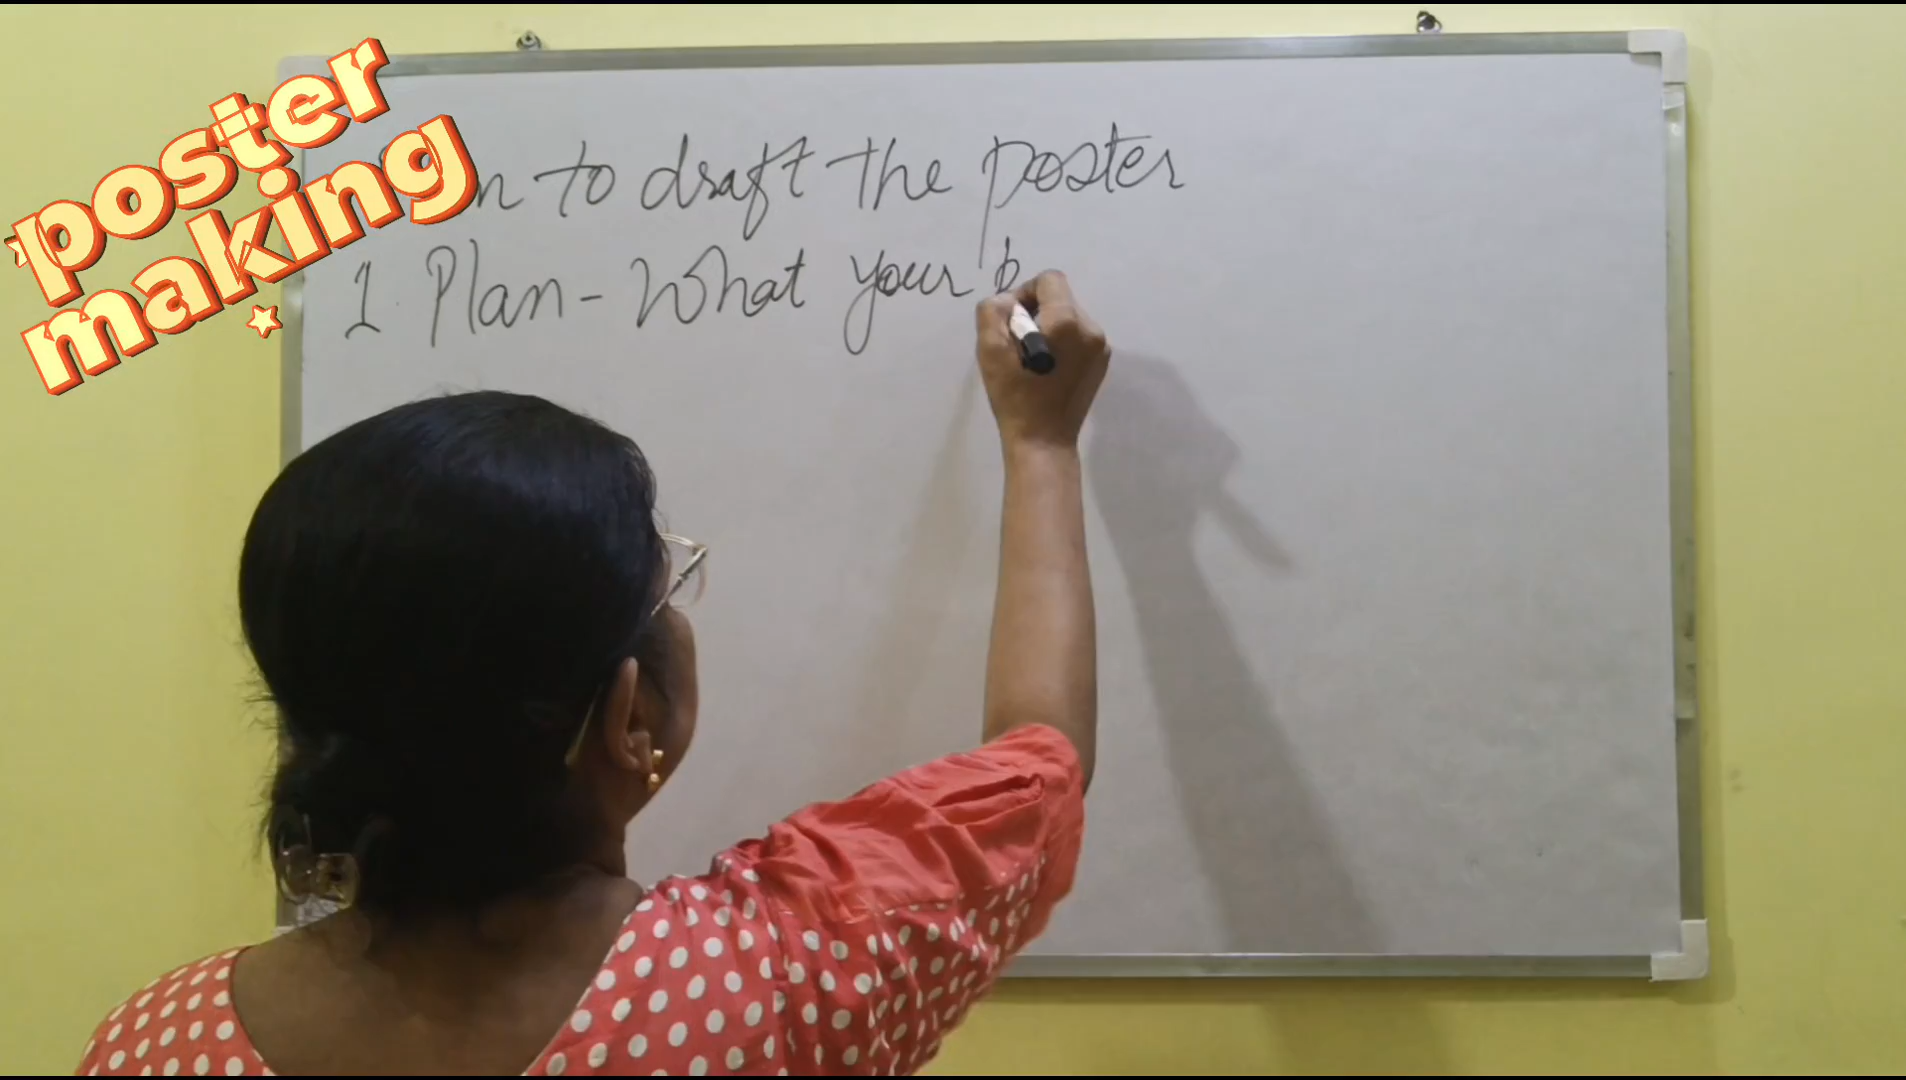 poster
making
to draft the poster
1. Plan - What your